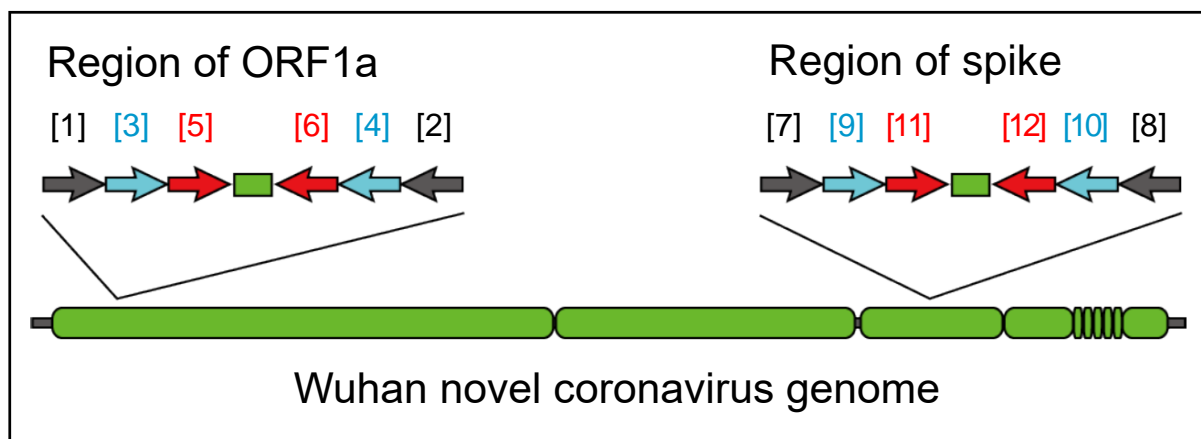 Region of ORF1a
Region of spike
[1] [3] [5] [6] [4] [2]
[7] [9] [11] [12] [10] [8]
Wuhan novel coronavirus genome